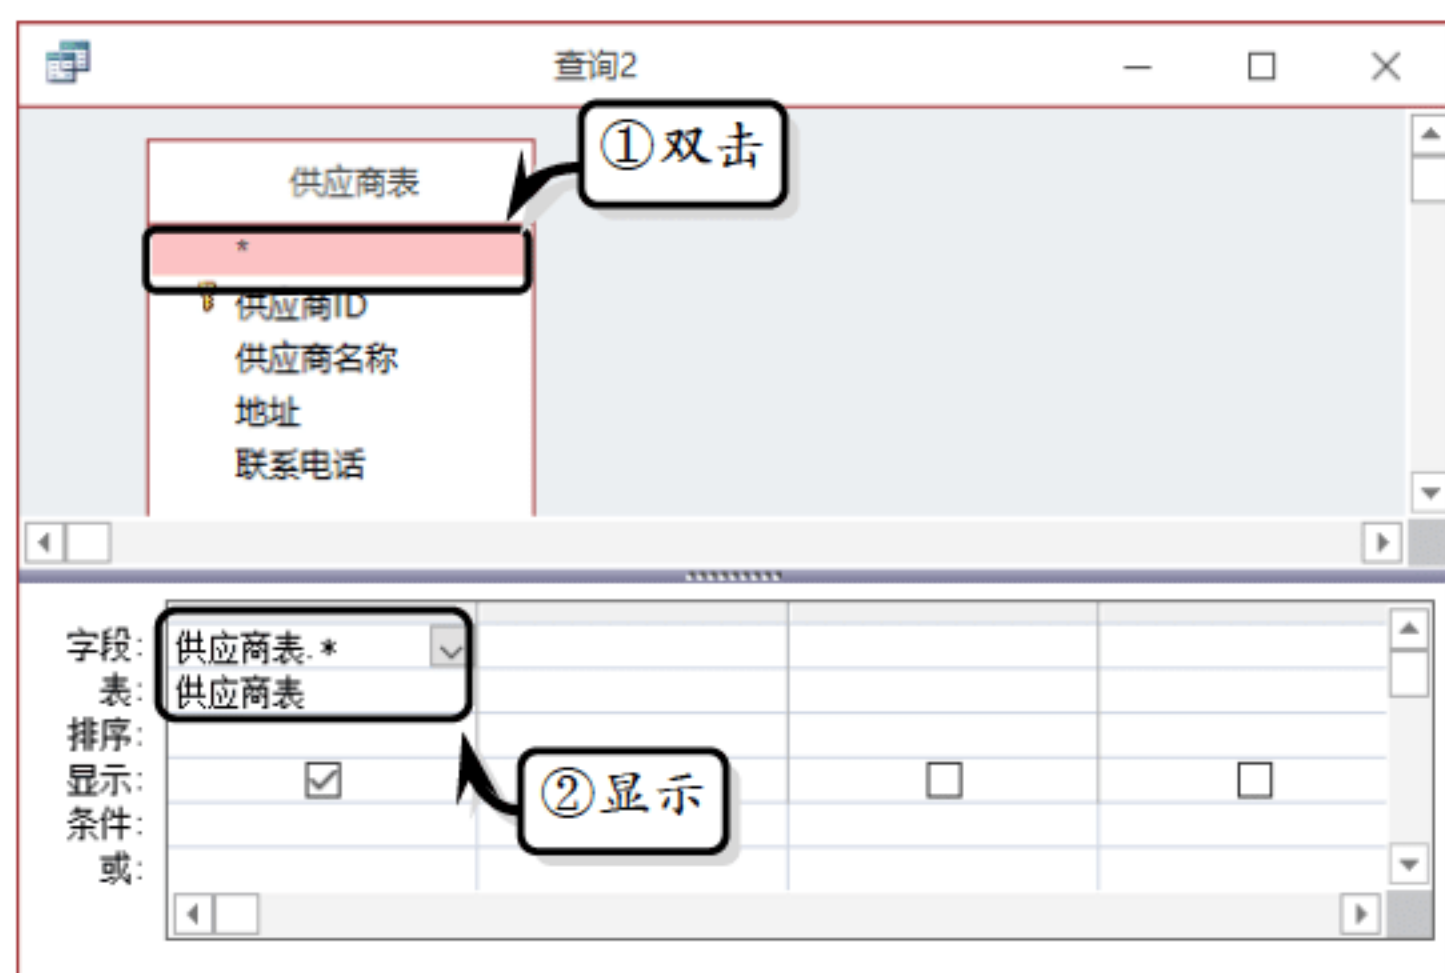 查询2
①双击
供应商表
*
供应商ID
供应商名称
地址
联系电话
字段: 供应商表.*
表: 供应商表
排序:
显示:
②显示
条件:
或: